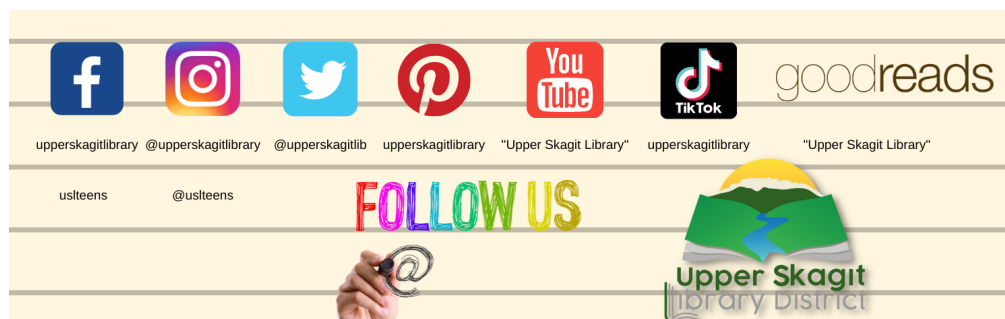 You
Tube
TikTok
goodreads
upperskagitlibrary @upperskagitlibrary @upperskagitlib upperskagitlibrary "Upper Skagit Library" upperskagitlibrary "Upper Skagit Library"
uslteens @uslteens
FOLLOW US
@
Upper Skagit
Library District